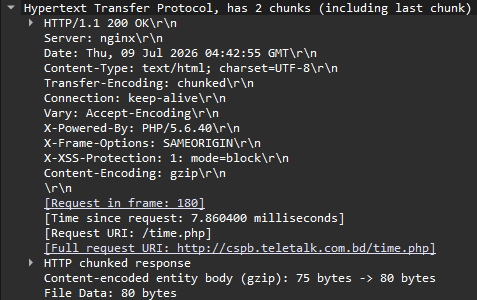 Hypertext Transfer Protocol, has 2 chunks (including last chunk)
HTTP/1.1 200 OK\r\n
Server: nginx\r\n
Date: Thu, 09 Jul 2026 04:42:55 GMT\r\n
Content-Type: text/html; charset=UTF-8\r\n
Transfer-Encoding: chunked\r\n
Connection: keep-alive\r\n
Vary: Accept-Encoding\r\n
X-Powered-By: PHP/5.6.40\r\n
X-Frame-Options: SAMEORIGIN\r\n
X-XSS-Protection: 1: mode=block\r\n
Content-Encoding: gzip\r\n
\r\n
[Request in frame: 180]
[Time since request: 7.860400 milliseconds]
[Request URI: /time.php]
[Full request URI: http://cspb.teletalk.com.bd/time.php]
HTTP chunked response
Content-encoded entity body (gzip): 75 bytes -> 80 bytes
File Data: 80 bytes